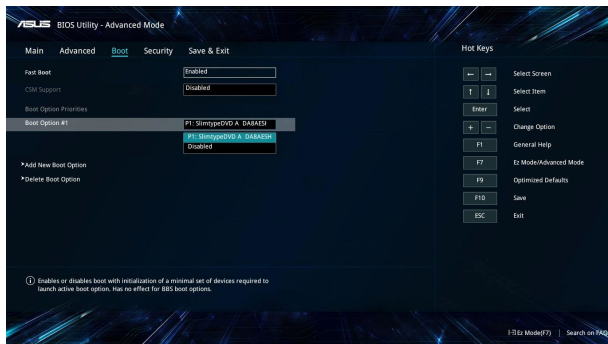 ASUS BIOS Utility - Advanced Mode
Main Advanced Boot Security Save & Exit
Hot Keys
Fast Boot Enabled
CSM Support Disabled
Boot Option Priorities
Boot Option #1 P1: SlimtypeDVD A DA8AESI
P1: SlimtypeDVD A DA8AESH
Disabled
>Add New Boot Option
>Delete Boot Option
← → Select Screen
↑ ↓ Select Item
Enter Select
+ − Change Option
F1 General Help
F7 Ez Mode/Advanced Mode
F9 Optimized Defaults
F10 Save
ESC Exit
Enables or disables boot with initialization of a minimal set of devices required to
launch active boot option. Has no effect for BBS boot options.
Ez Mode(F7) | Search on FAQ